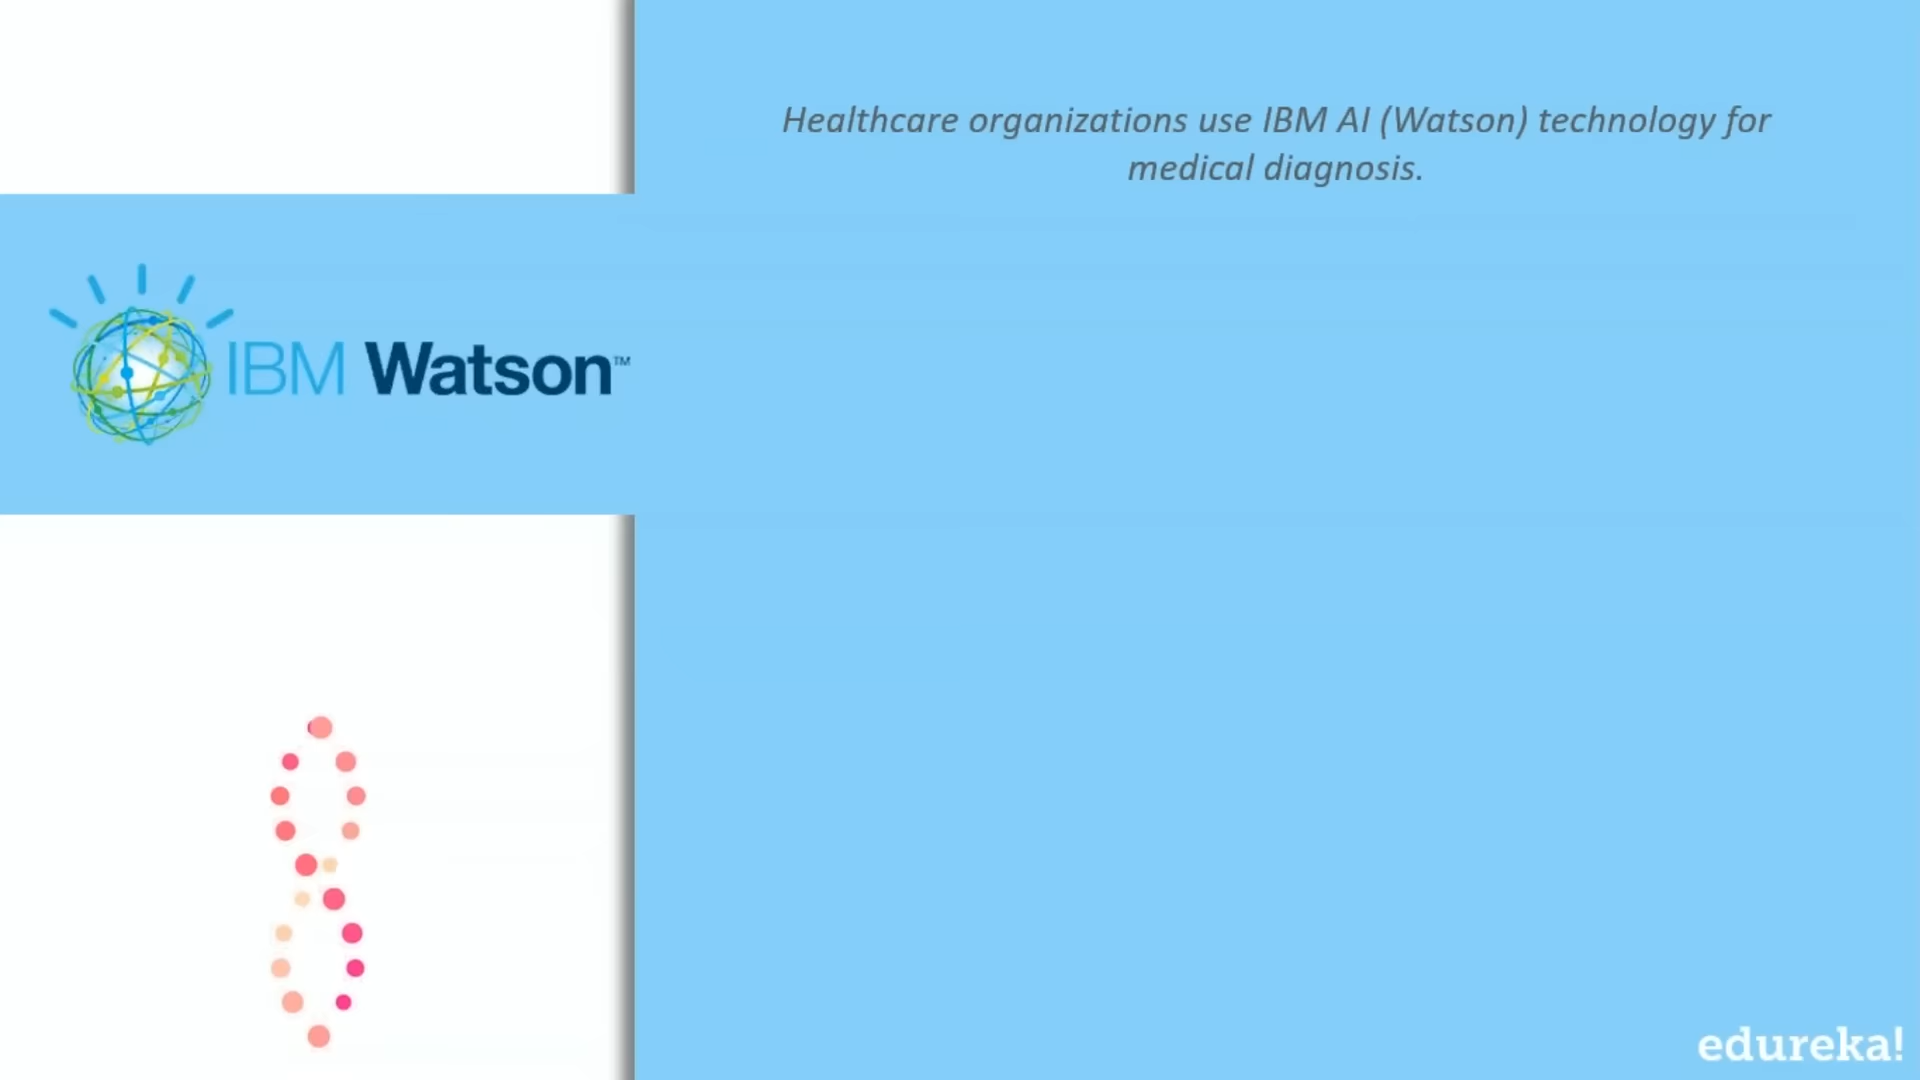 Healthcare organizations use IBM AI (Watson) technology for
medical diagnosis.
IBM Watson™
edureka!